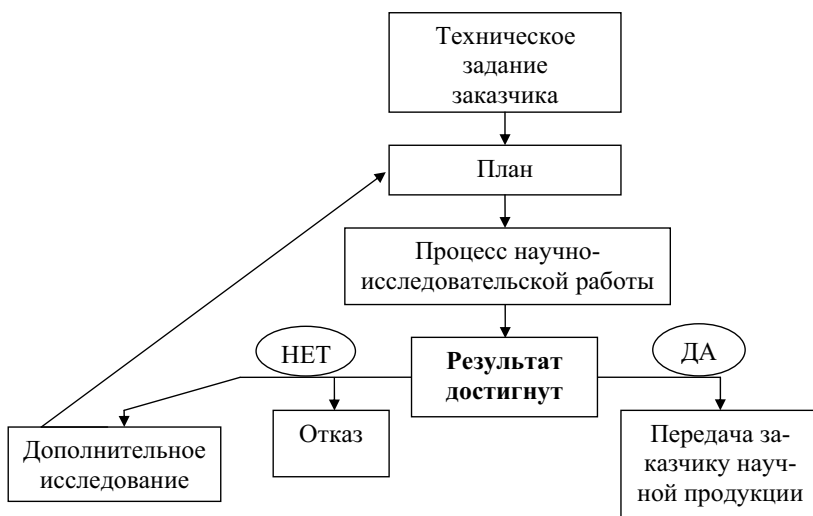 Техническое
задание
заказчика
План
Процесс научно-
исследовательской работы
НЕТ
Результат
достигнут
ДА
Дополнительное
исследование
Отказ
Передача за-
казчику науч-
ной продукции